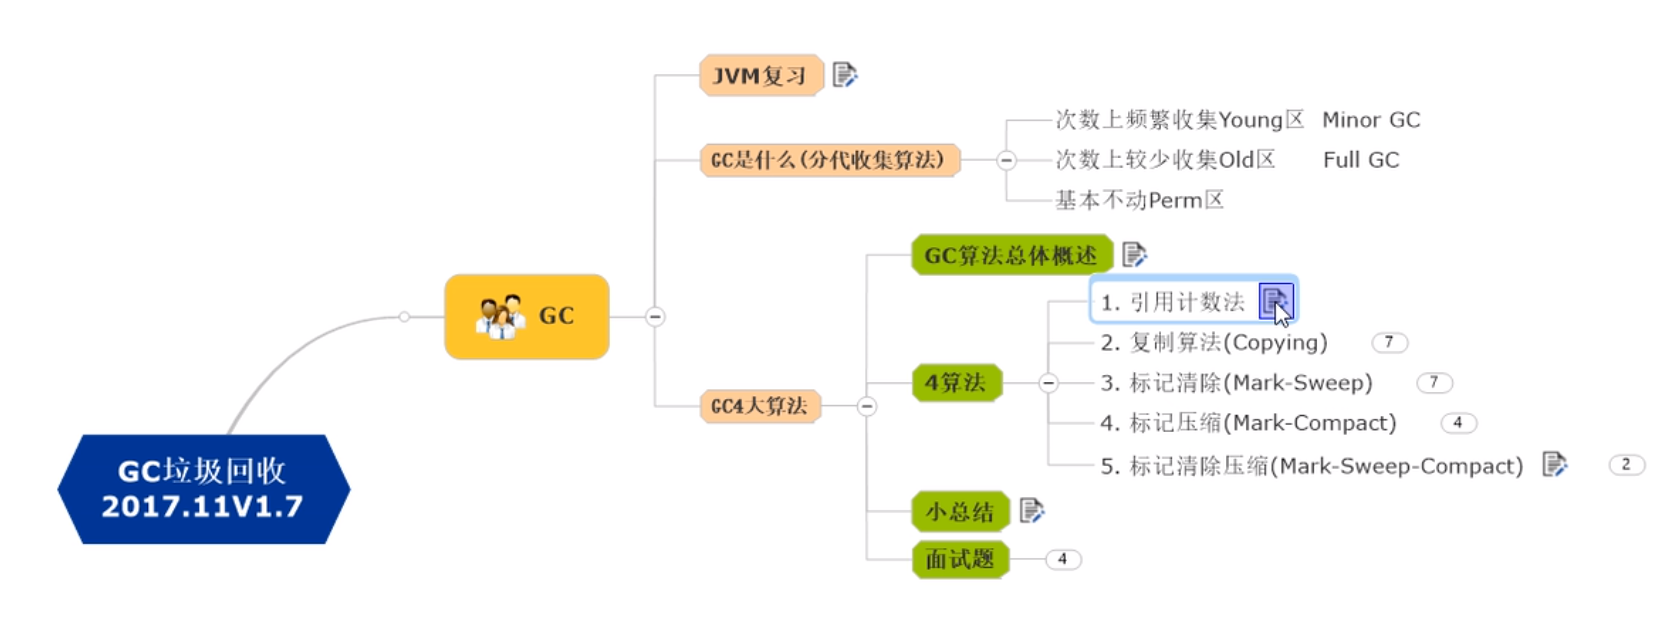 JVM复习
GC是什么(分代收集算法)
次数上频繁收集Young区 Minor GC
次数上较少收集Old区 Full GC
基本不动Perm区
GC
GC4大算法
GC算法总体概述
4算法
1. 引用计数法
2. 复制算法(Copying) 7
3. 标记清除(Mark-Sweep) 7
4. 标记压缩(Mark-Compact) 4
5. 标记清除压缩(Mark-Sweep-Compact) 2
小总结
面试题 4
GC垃圾回收
2017.11V1.7